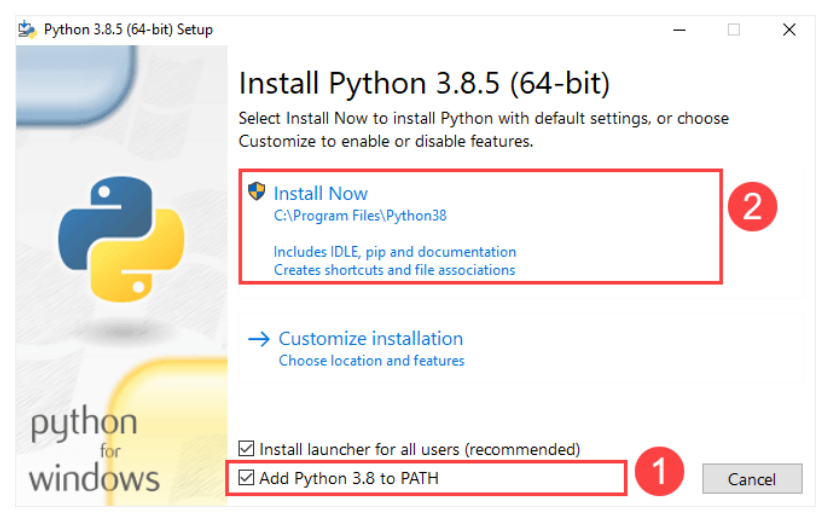 Python 3.8.5 (64-bit) Setup
Install Python 3.8.5 (64-bit)
Select Install Now to install Python with default settings, or choose
Customize to enable or disable features.
Install Now
C:\Program Files\Python38
Includes IDLE, pip and documentation
Creates shortcuts and file associations
2
Customize installation
Choose location and features
python
for
windows
Install launcher for all users (recommended)
Add Python 3.8 to PATH
1
Cancel